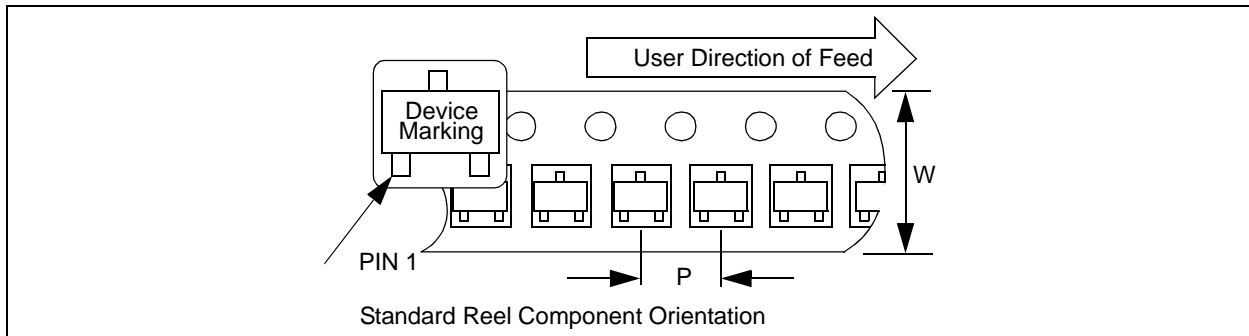 User Direction of Feed
Device
Marking
W
PIN 1
P
Standard Reel Component Orientation